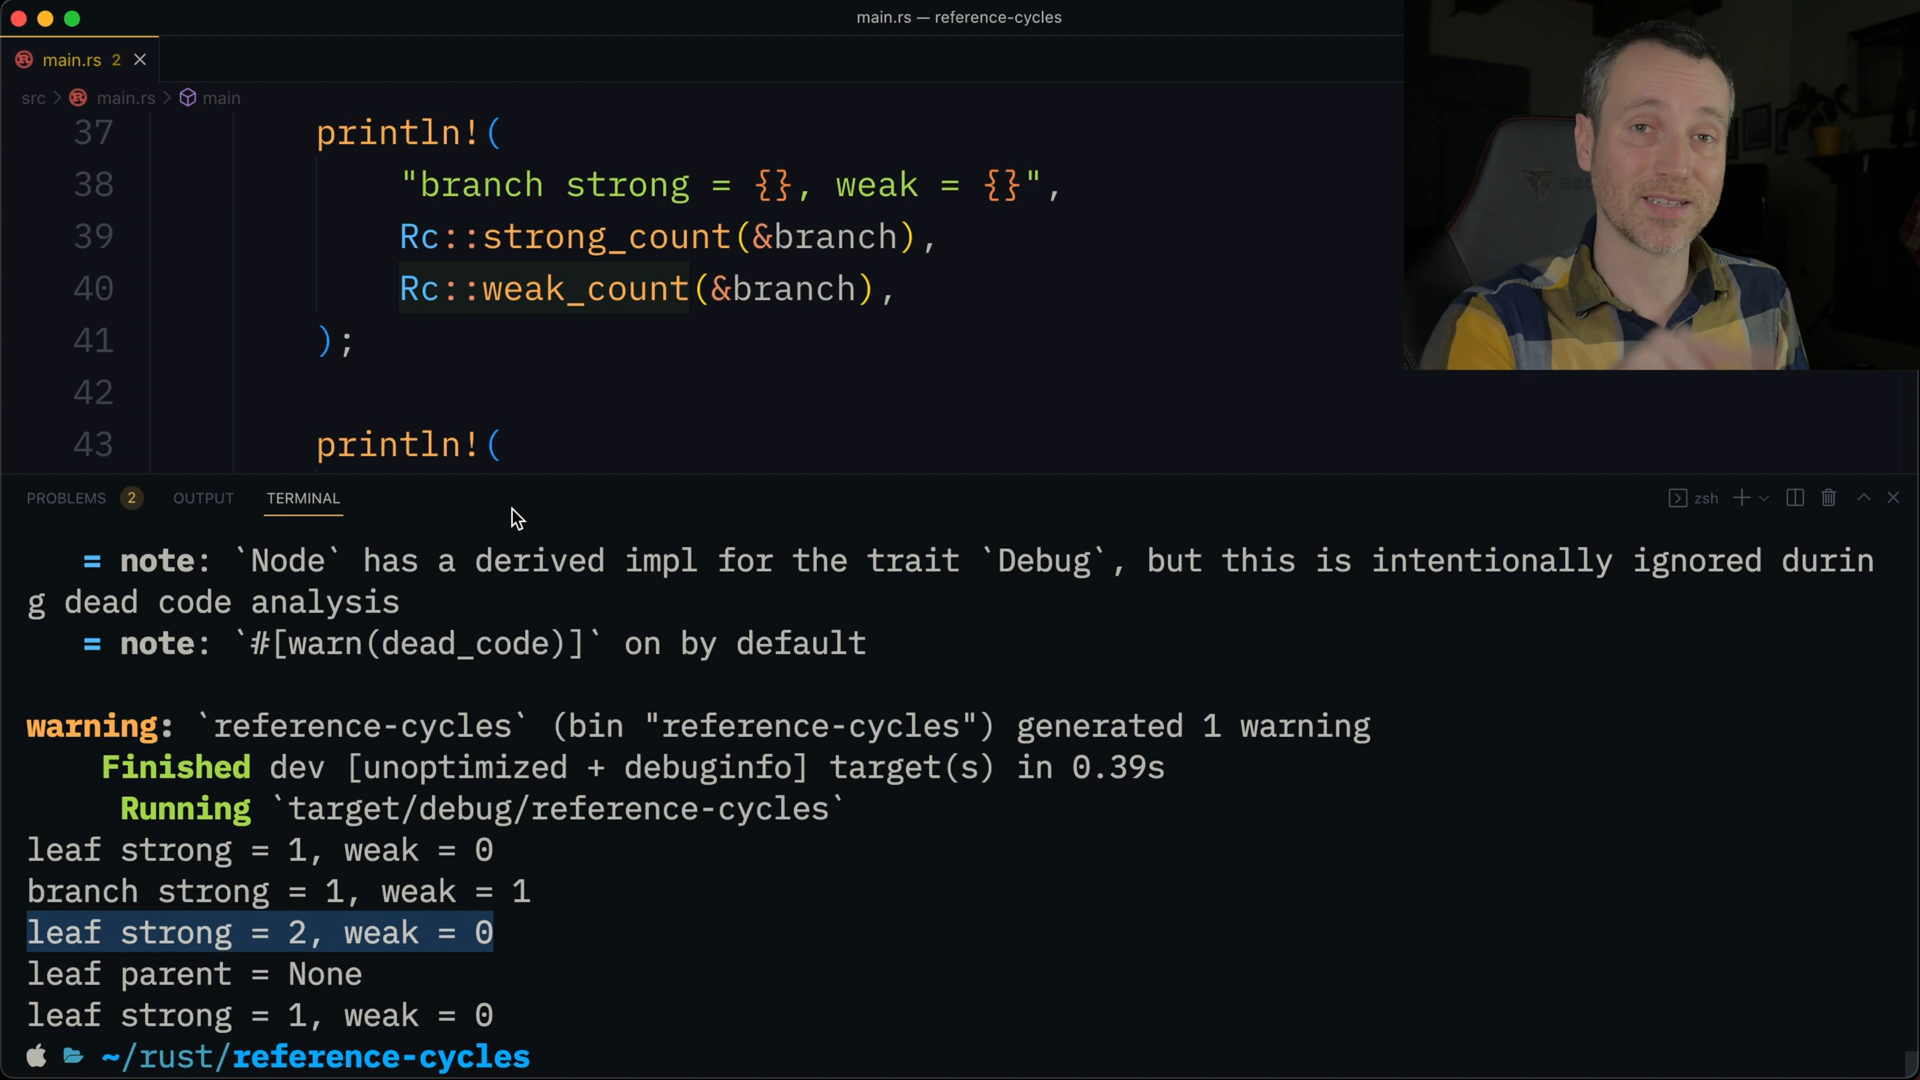 main.rs — reference-cycles
main.rs 2
src > main.rs > main
37 println!(
38 "branch strong = {}, weak = {}",
39 Rc::strong_count(&branch),
40 Rc::weak_count(&branch),
41 );
42
43 println!(
PROBLEMS 2 OUTPUT TERMINAL zsh
= note: `Node` has a derived impl for the trait `Debug`, but this is intentionally ignored durin
g dead code analysis
= note: `#[warn(dead_code)]` on by default
warning: `reference-cycles` (bin "reference-cycles") generated 1 warning
Finished dev [unoptimized + debuginfo] target(s) in 0.39s
Running `target/debug/reference-cycles`
leaf strong = 1, weak = 0
branch strong = 1, weak = 1
leaf strong = 2, weak = 0
leaf parent = None
leaf strong = 1, weak = 0
~/rust/reference-cycles